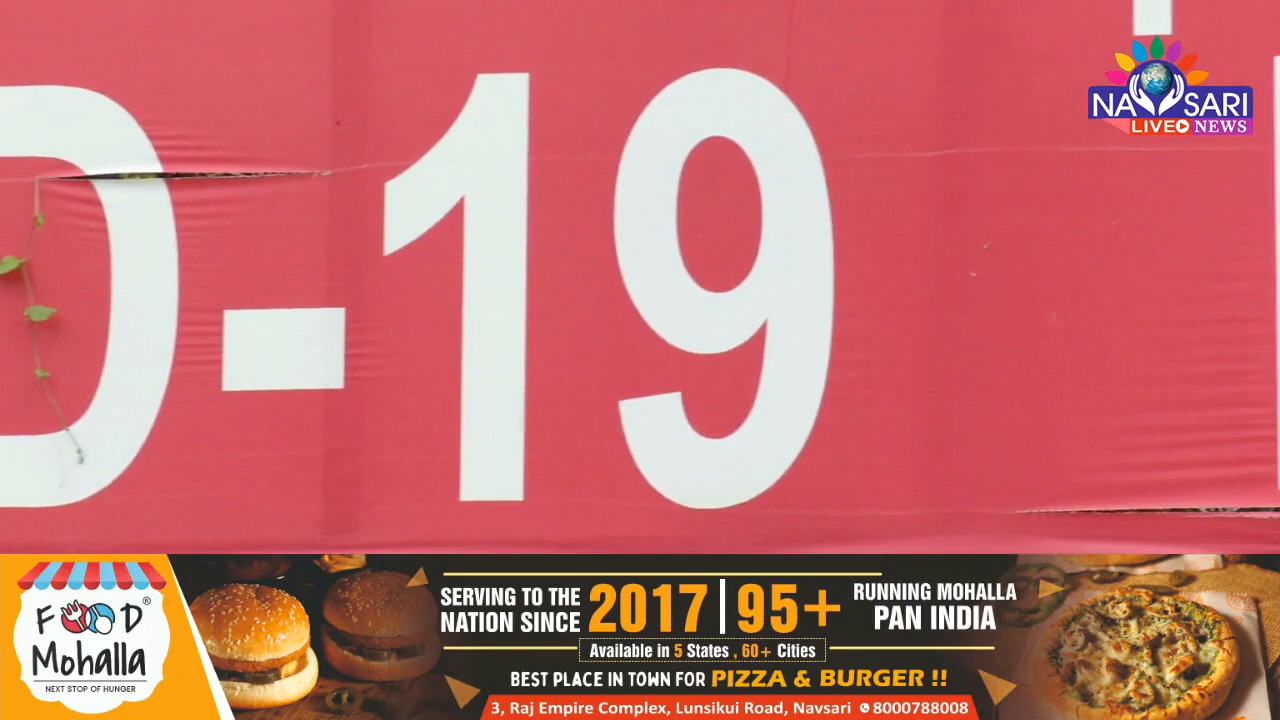 D-19
NAVSARI
LIVE NEWS
FOOD®
Mohalla
NEXT STOP OF HUNGER
SERVING TO THE
NATION SINCE
2017 | 95+
RUNNING MOHALLA
PAN INDIA
Available in 5 States , 60+ Cities
BEST PLACE IN TOWN FOR PIZZA & BURGER !!
3, Raj Empire Complex, Lunsikui Road, Navsari 8000788008